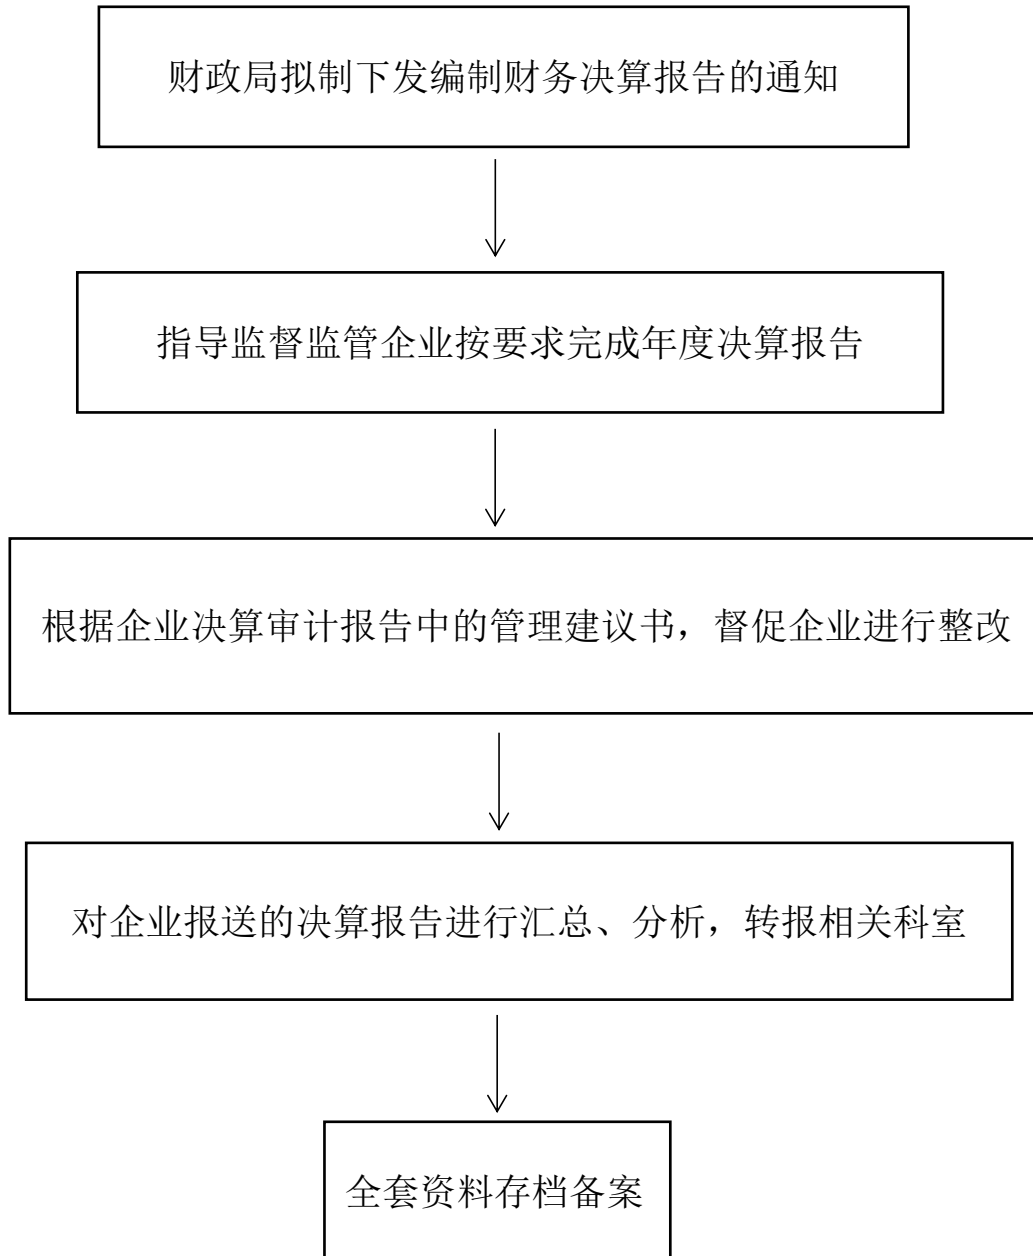 财政局拟制下发编制财务决算报告的通知
指导监督监管企业按要求完成年度决算报告
根据企业决算审计报告中的管理建议书，督促企业进行整改
对企业报送的决算报告进行汇总、分析，转报相关科室
全套资料存档备案